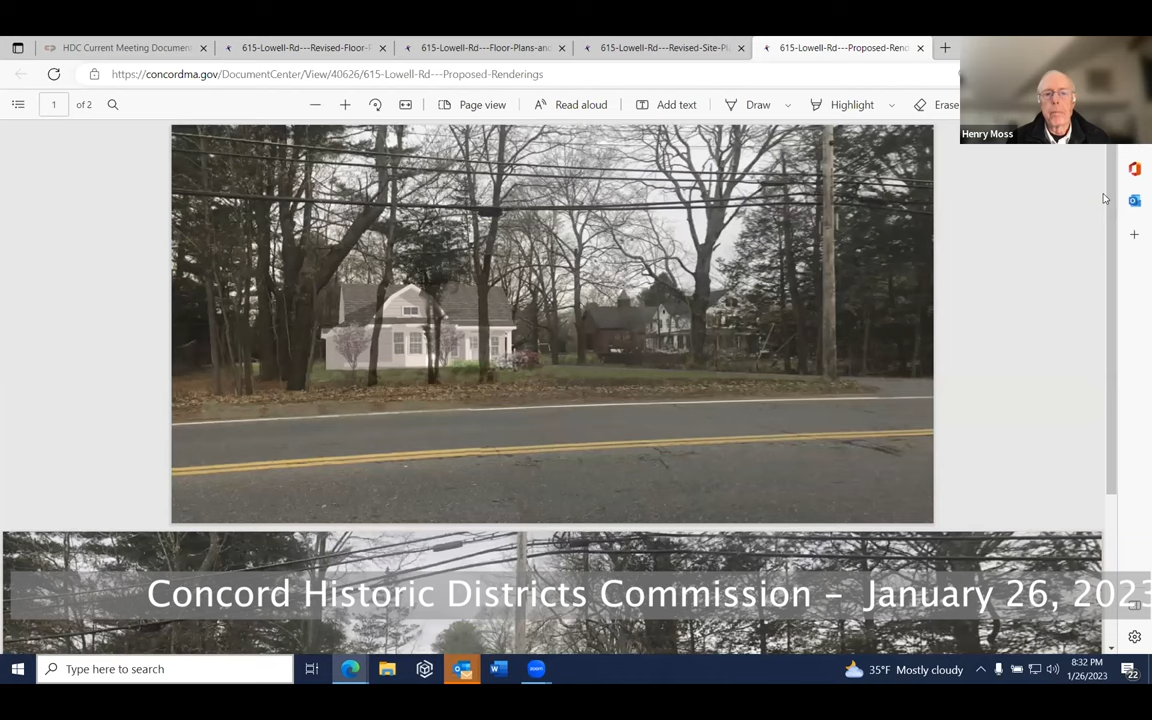 HDC Current Meeting Documen
615-Lowell-Rd---Revised-Floor-
615-Lowell-Rd---Floor-Plans-and
615-Lowell-Rd---Revised-Site-Pl
615-Lowell-Rd---Proposed-Ren
https://concordma.gov/DocumentCenter/View/40626/615-Lowell-Rd---Proposed-Renderings
1 of 2
Page view
Read aloud
Add text
Draw
Highlight
Erase
Henry Moss
Concord Historic Districts Commission – January 26, 2023
Type here to search
35°F Mostly cloudy
8:32 PM
1/26/2023
22